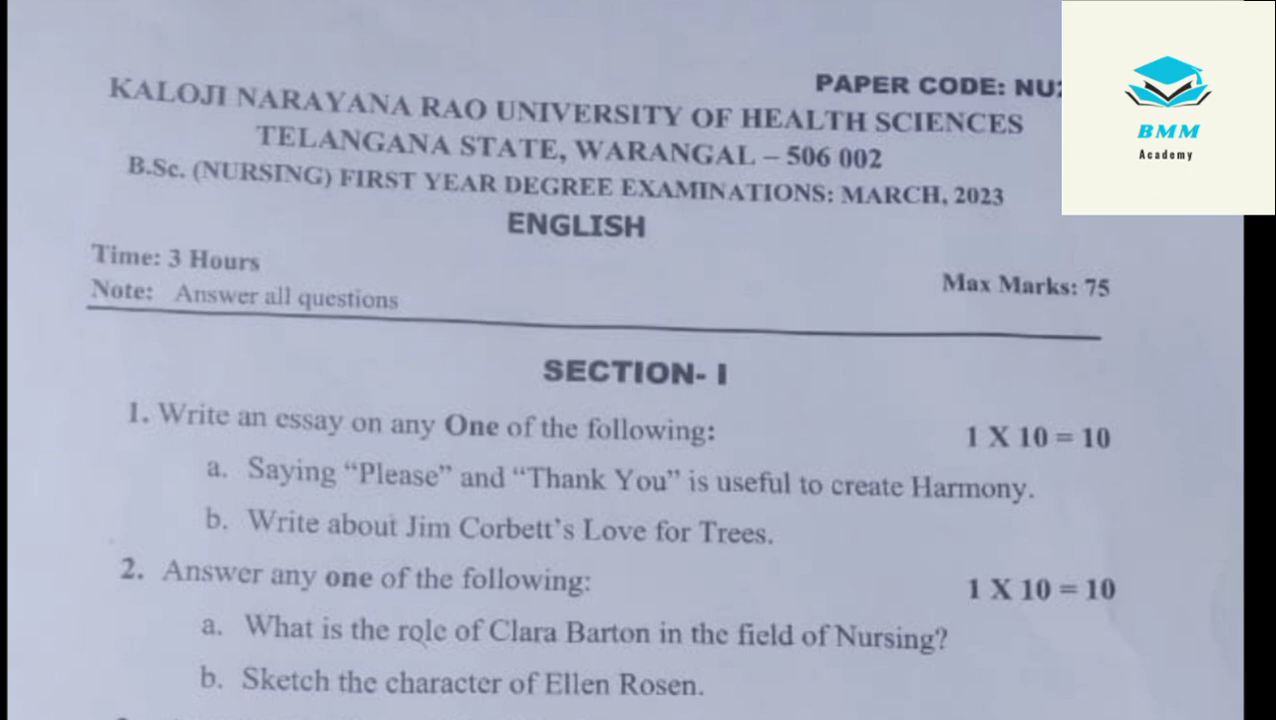 PAPER CODE: NU
KALOJI NARAYANA RAO UNIVERSITY OF HEALTH SCIENCES
TELANGANA STATE, WARANGAL – 506 002
B.Sc. (NURSING) FIRST YEAR DEGREE EXAMINATIONS: MARCH, 2023
ENGLISH
Time: 3 Hours
Max Marks: 75
Note: Answer all questions
SECTION- I
1. Write an essay on any One of the following: 1 X 10 = 10
a. Saying “Please” and “Thank You” is useful to create Harmony.
b. Write about Jim Corbett’s Love for Trees.
2. Answer any one of the following: 1 X 10 = 10
a. What is the role of Clara Barton in the field of Nursing?
b. Sketch the character of Ellen Rosen.
BMM
Academy